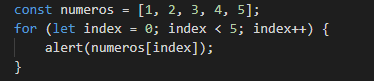 const numeros = [1, 2, 3, 4, 5];
for (let index = 0; index < 5; index++) {
    alert(numeros[index]);
}